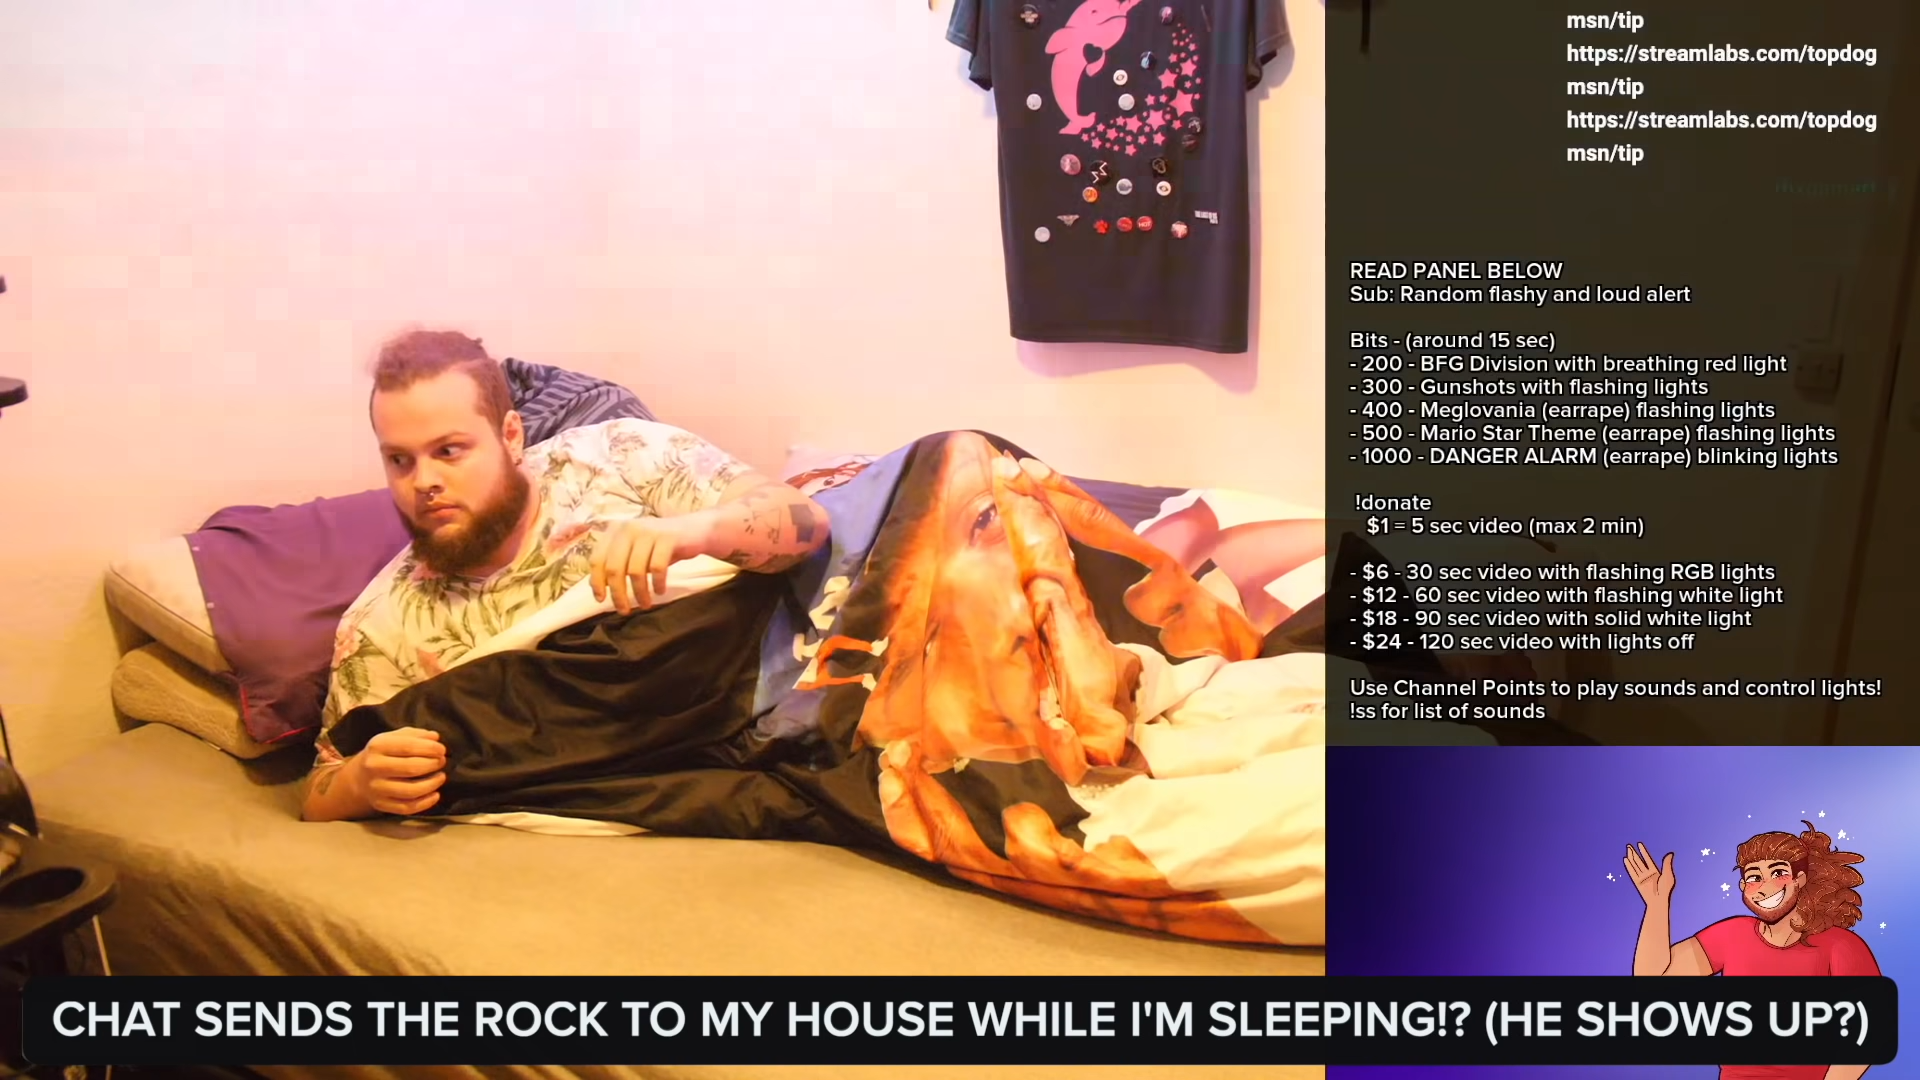 msn/tip
https://streamlabs.com/topdog
msn/tip
https://streamlabs.com/topdog
msn/tip
READ PANEL BELOW
Sub: Random flashy and loud alert
Bits - (around 15 sec)
- 200 - BFG Division with breathing red light
- 300 - Gunshots with flashing lights
- 400 - Meglovania (earrape) flashing lights
- 500 - Mario Star Theme (earrape) flashing lights
- 1000 - DANGER ALARM (earrape) blinking lights
!donate
$1 = 5 sec video (max 2 min)
- $6 - 30 sec video with flashing RGB lights
- $12 - 60 sec video with flashing white light
- $18 - 90 sec video with solid white light
- $24 - 120 sec video with lights off
Use Channel Points to play sounds and control lights!
!ss for list of sounds
CHAT SENDS THE ROCK TO MY HOUSE WHILE I'M SLEEPING!? (HE SHOWS UP?)